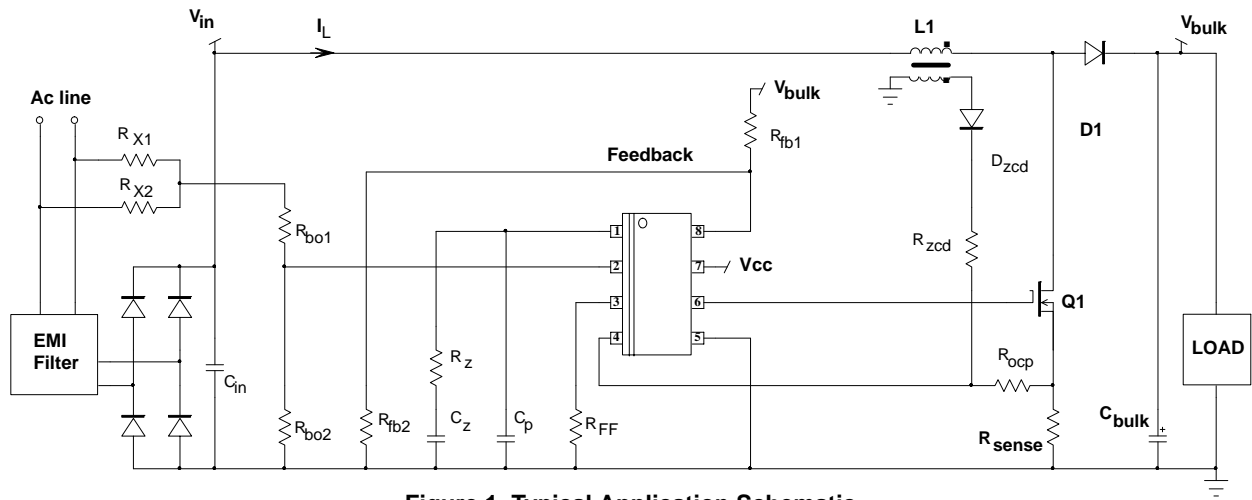 Vin
IL
L1
Vbulk
Ac line
RX1
RX2
Vbulk
Rfb1
D1
Feedback
Dzcd
Rbo1
1
8
Rzcd
2
7
Vcc
3
6
Q1
EMI
Filter
4
5
LOAD
Rz
Rocp
Cin
Rbo2
Rfb2
Cz
Cp
RFF
Rsense
Cbulk
+
Figure 1. Typical Application Schematic